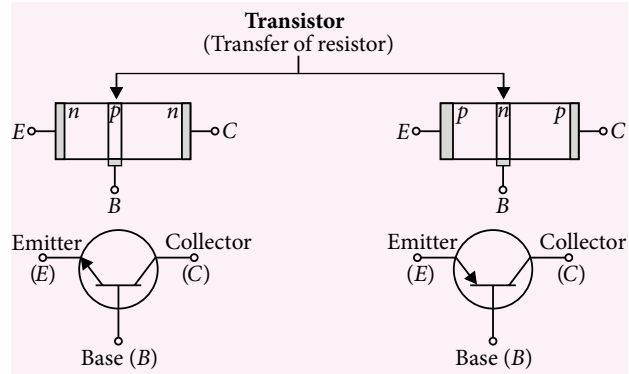 Transistor
(Transfer of resistor)
n p n
E C
B
p n p
E C
B
Emitter Collector
(E) (C)
Base (B)
Emitter Collector
(E) (C)
Base (B)